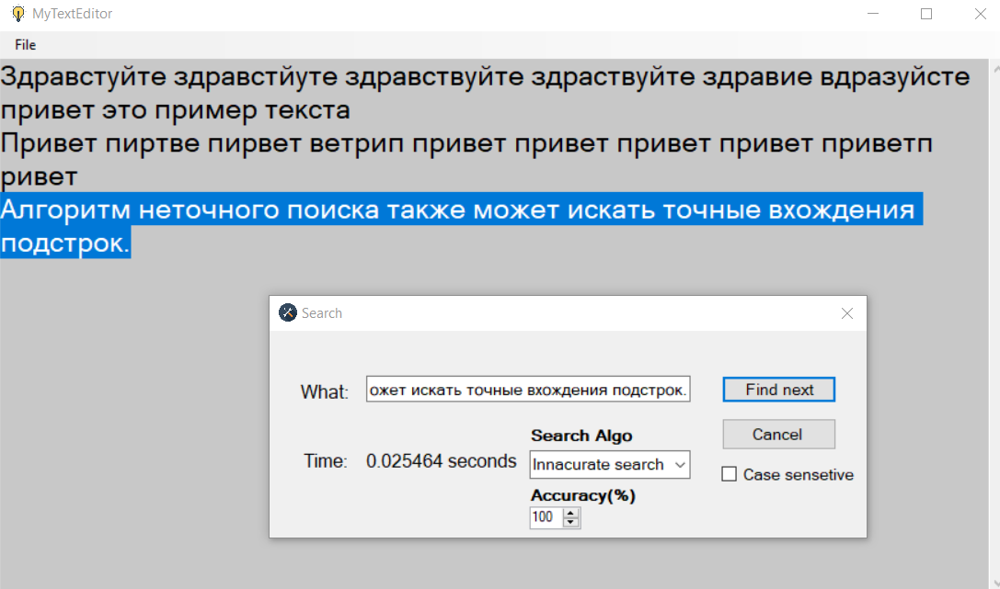 MyTextEditor
File
Здравстуйте здравстйуте здравствуйте здраствуйте здравие вдразуйсте
привет это пример текста
Привет пиртве пирвет ветрип привет привет привет привет приветп
ривет
Алгоритм неточного поиска также может искать точные вхождения
подстрок.
Search
What: ожет искать точные вхождения подстрок. Find next
Search Algo Cancel
Time: 0.025464 seconds Innacurate search Case sensetive
Accuracy(%)
100